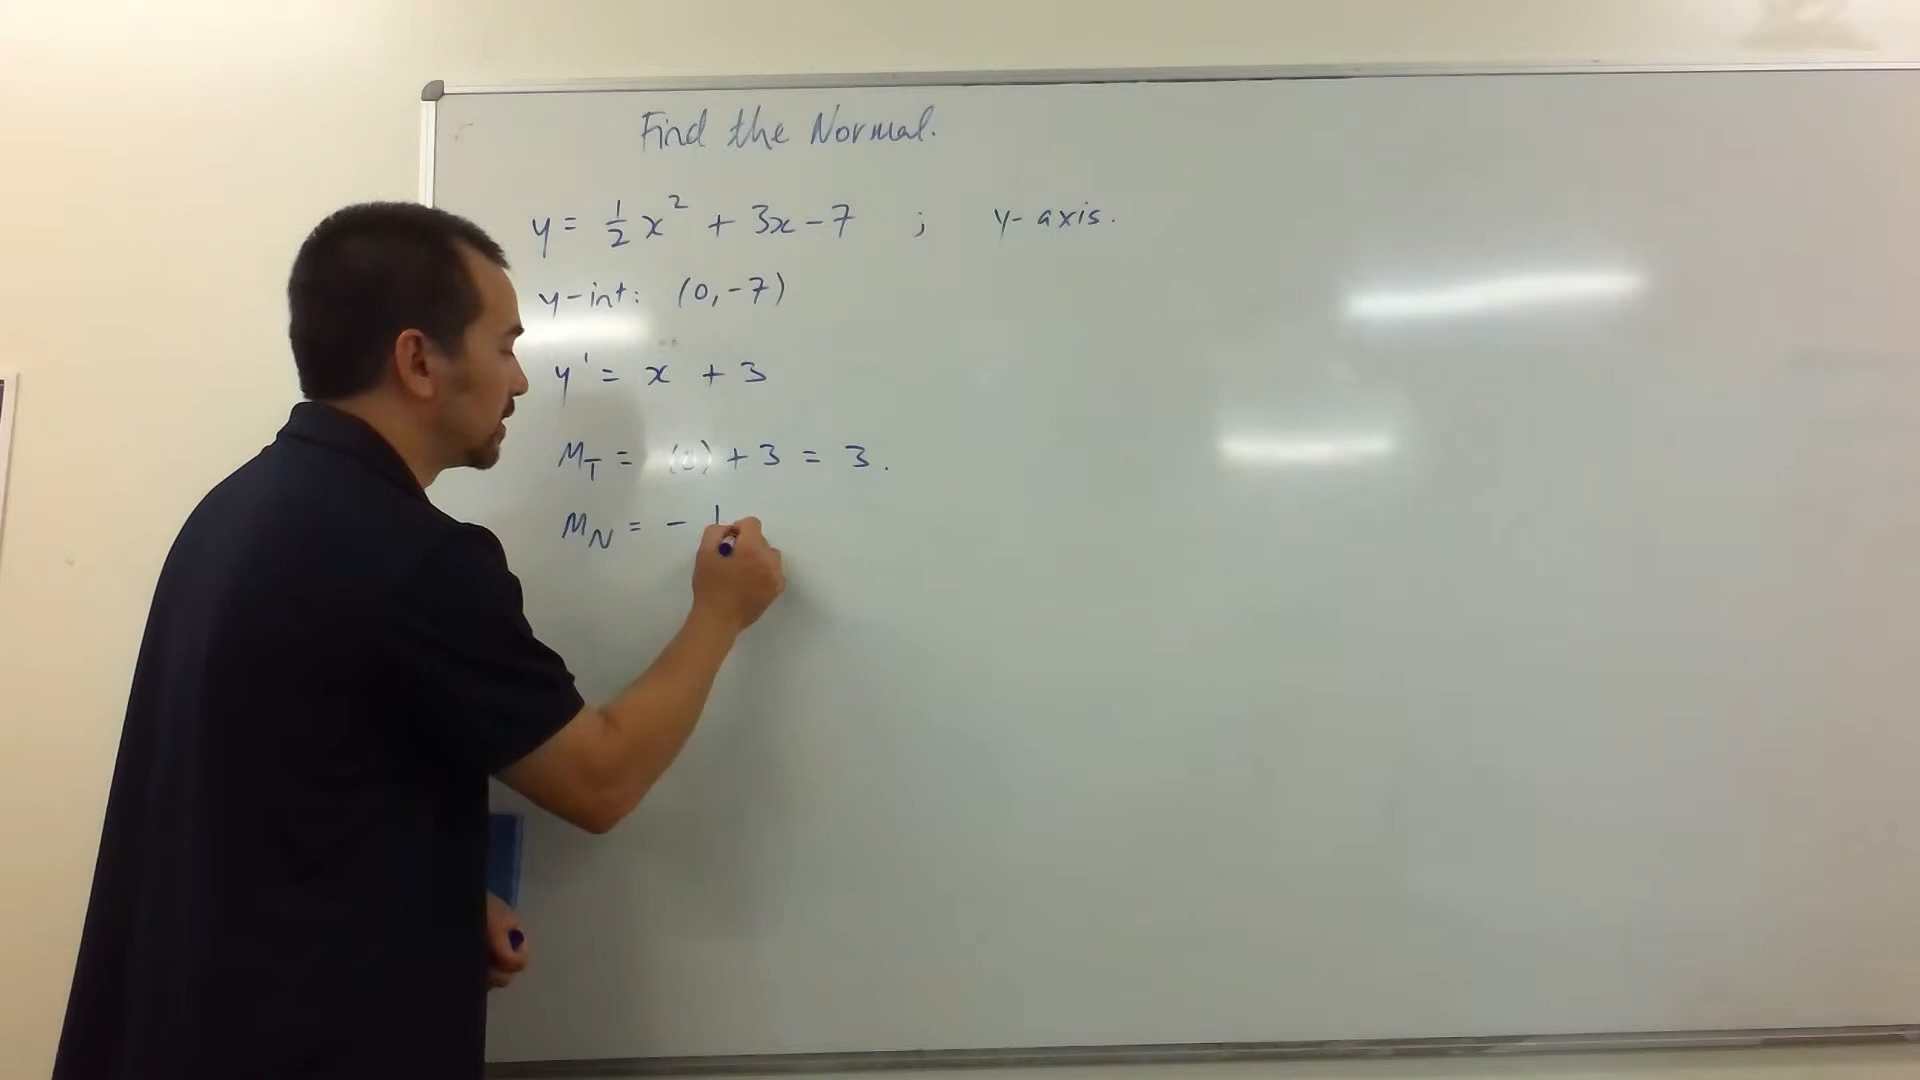 Find the Normal.
y = 1/2 x² + 3x - 7 ; y-axis.
y-int: (0, -7)
y' = x + 3
M_T = (0) + 3 = 3.
M_N = - 1